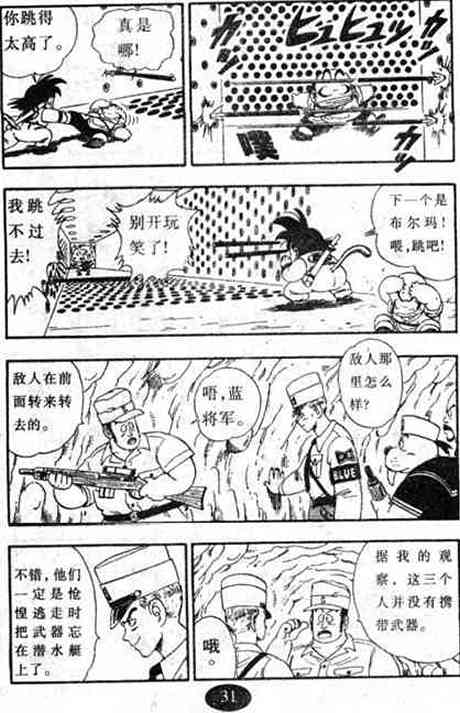 ガッ
ヒュヒュッ
ガッ
ガッ
噗
真是
哪!
你跳得
太高了。
下一个是
布尔玛!
喂,跳吧!
别开玩
笑了!
我跳
不过
去!
敌人那
里怎么
样?
唔,蓝
将军。
BLUE
敌人在前
面转来转
去的。
据我的观
察，这三个
人并没有携
带武器。
哦。
不错,他们
一定是怆
惶逃走时
把武器忘
在潜水艇
上了。
31